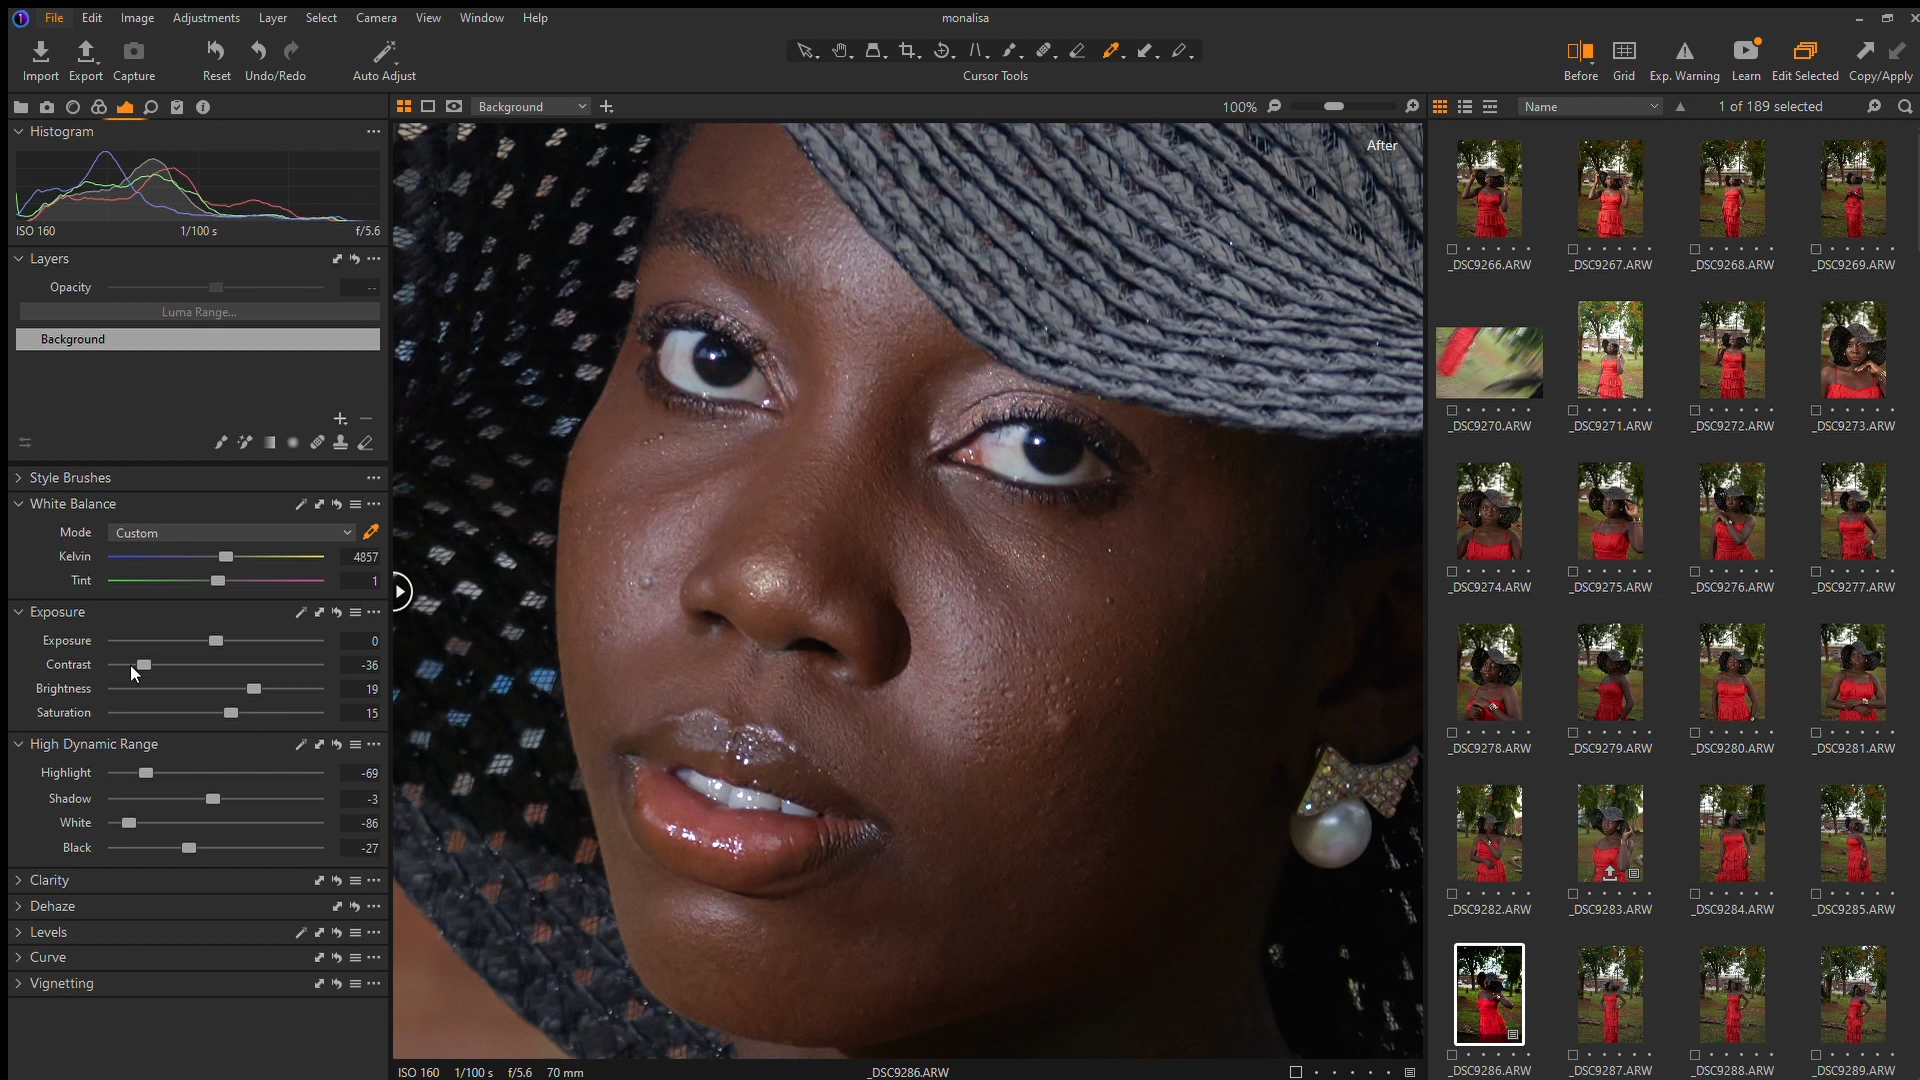 File Edit Image Adjustments Layer Select Camera View Window Help
monalisa
Import Export Capture Reset Undo/Redo Auto Adjust
Cursor Tools
Before Grid Exp. Warning Learn Edit Selected Copy/Apply
Background
100%
Name
1 of 189 selected
Histogram
ISO 160 1/100 s f/5.6
Layers
Opacity --
Luma Range...
Background
Style Brushes
White Balance
Mode Custom
Kelvin 4857
Tint 1
Exposure
Exposure 0
Contrast -36
Brightness 19
Saturation 15
High Dynamic Range
Highlight -69
Shadow -3
White -86
Black -27
Clarity
Dehaze
Levels
Curve
Vignetting
After
ISO 160 1/100 s f/5.6 70 mm
_DSC9286.ARW
_DSC9266.ARW _DSC9267.ARW _DSC9268.ARW _DSC9269.ARW
_DSC9270.ARW _DSC9271.ARW _DSC9272.ARW _DSC9273.ARW
_DSC9274.ARW _DSC9275.ARW _DSC9276.ARW _DSC9277.ARW
_DSC9278.ARW _DSC9279.ARW _DSC9280.ARW _DSC9281.ARW
_DSC9282.ARW _DSC9283.ARW _DSC9284.ARW _DSC9285.ARW
_DSC9286.ARW _DSC9287.ARW _DSC9288.ARW _DSC9289.ARW